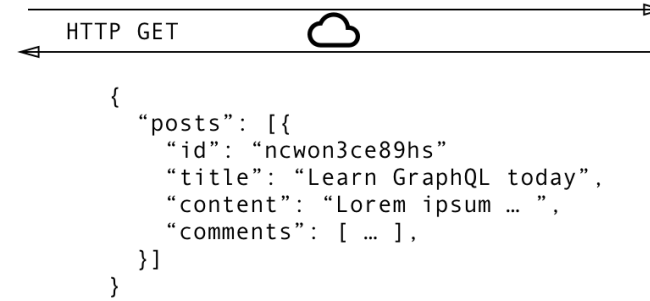 HTTP GET
{
“posts”: [{
“id”: “ncwon3ce89hs”
“title”: “Learn GraphQL today”,
“content”: “Lorem ipsum … ”,
“comments”: [ … ],
}]
}